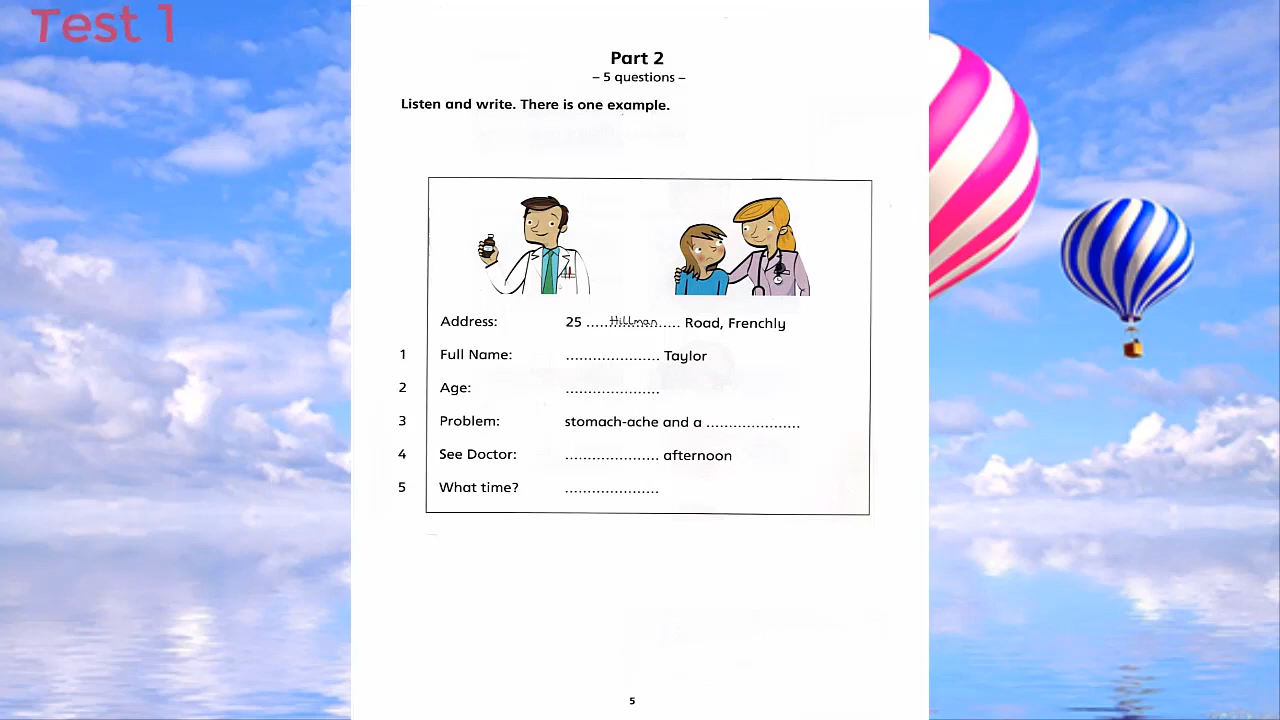 Test 1
Part 2
– 5 questions –
Listen and write. There is one example.
Address: 25 .....Hillman..... Road, Frenchly
1 Full Name: ..................... Taylor
2 Age: .....................
3 Problem: stomach-ache and a .....................
4 See Doctor: ..................... afternoon
5 What time? .....................
5